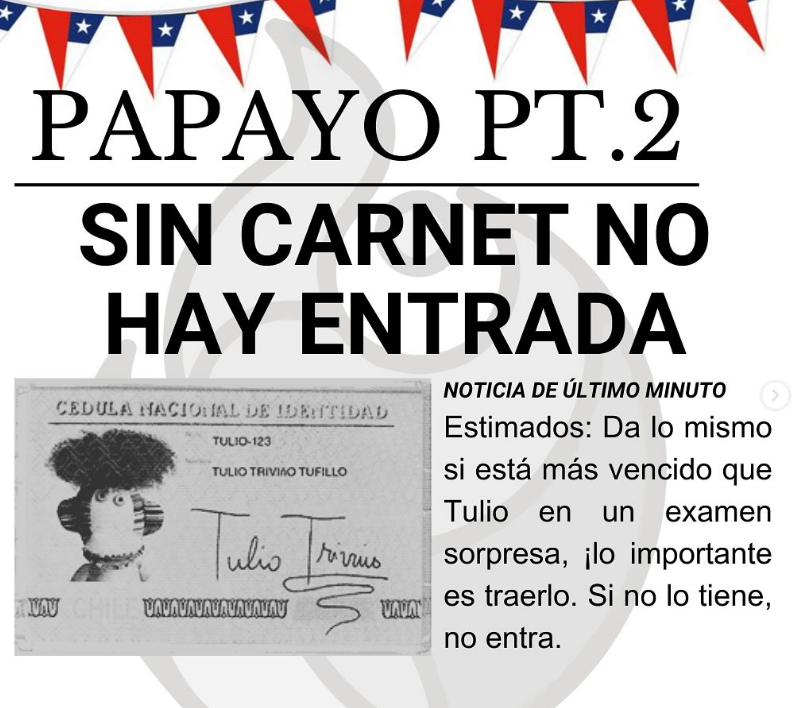 PAPAYO PT.2
SIN CARNET NO
HAY ENTRADA
CEDULA NACIONAL DE IDENTIDAD
TULIO-123
TULIO TRIVIÑO TUFILLO
Tulio Triviño
CHILE
NOTICIA DE ÚLTIMO MINUTO
Estimados: Da lo mismo
si está más vencido que
Tulio en un examen
sorpresa, ¡lo importante
es traerlo. Si no lo tiene,
no entra.